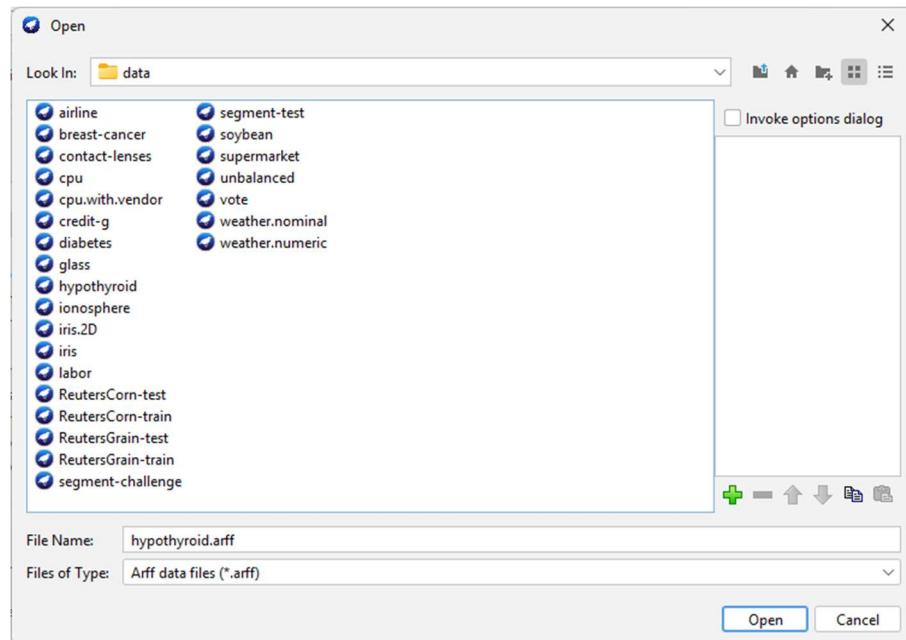 Open
Look In: data
airline
breast-cancer
contact-lenses
cpu
cpu.with.vendor
credit-g
diabetes
glass
hypothyroid
ionosphere
iris.2D
iris
labor
ReutersCorn-test
ReutersCorn-train
ReutersGrain-test
ReutersGrain-train
segment-challenge
segment-test
soybean
supermarket
unbalanced
vote
weather.nominal
weather.numeric
Invoke options dialog
File Name: hypothyroid.arff
Files of Type: Arff data files (*.arff)
Open Cancel